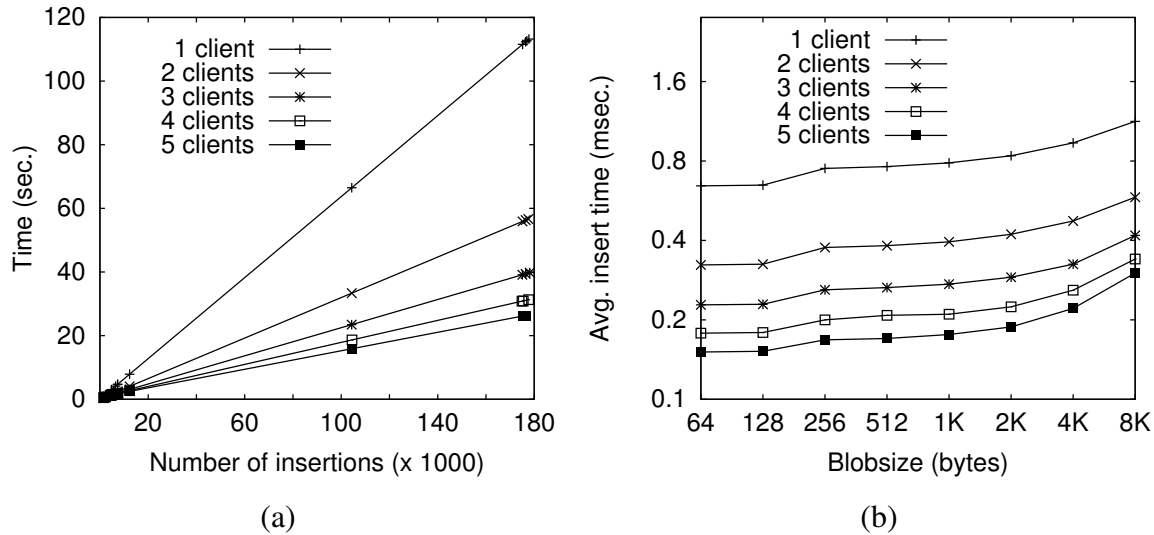 120
100
80
60
40
20
0
20
60
100
140
180
Time (sec.)
Number of insertions (x 1000)
1 client
2 clients
3 clients
4 clients
5 clients
(a)
1.6
0.8
0.4
0.2
0.1
64
128
256
512
1K
2K
4K
8K
Avg. insert time (msec.)
Blobsize (bytes)
1 client
2 clients
3 clients
4 clients
5 clients
(b)